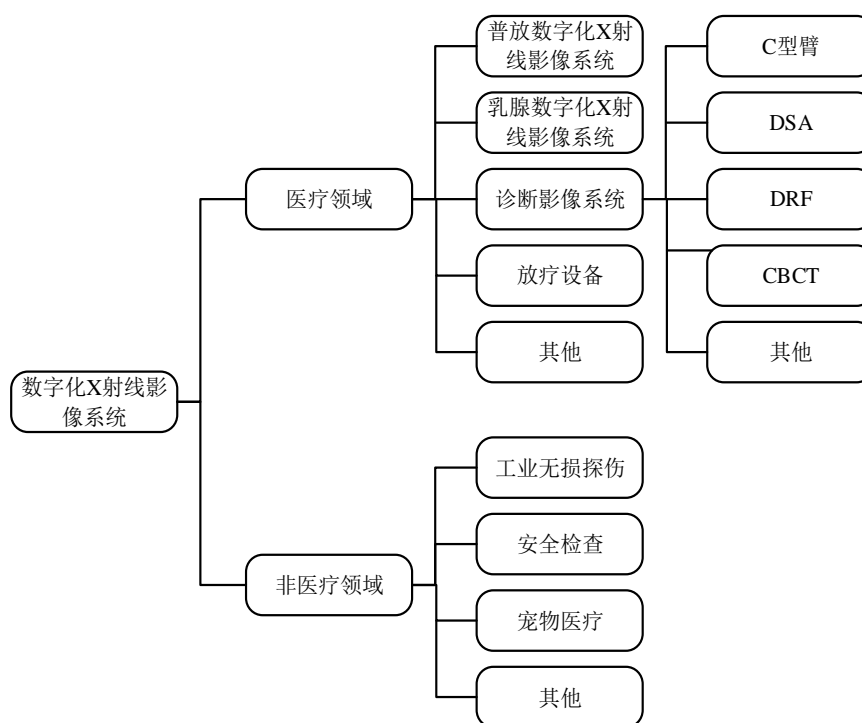 普放数字化X射
线影像系统
C型臂
乳腺数字化X射
线影像系统
DSA
医疗领域
诊断影像系统
DRF
放疗设备
CBCT
其他
其他
数字化X射线影
像系统
工业无损探伤
安全检查
非医疗领域
宠物医疗
其他